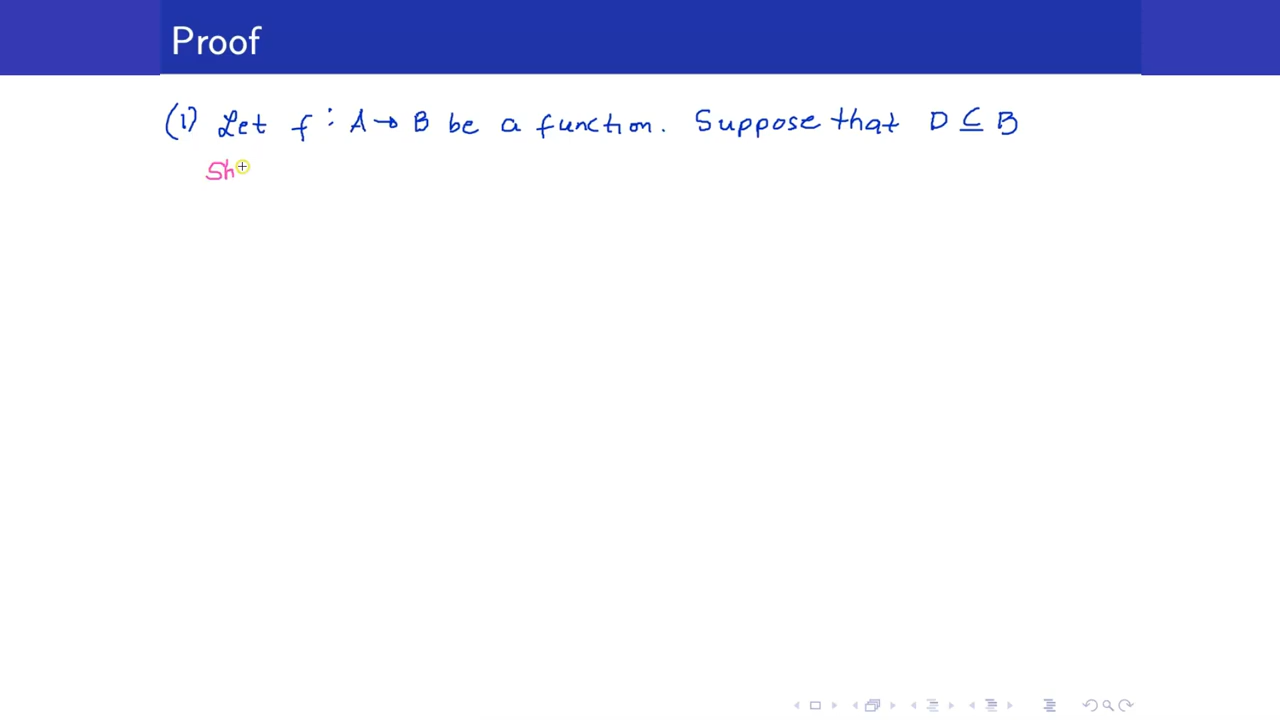 Proof
(1) Let f : A → B be a function. Suppose that D ⊆ B
Sh